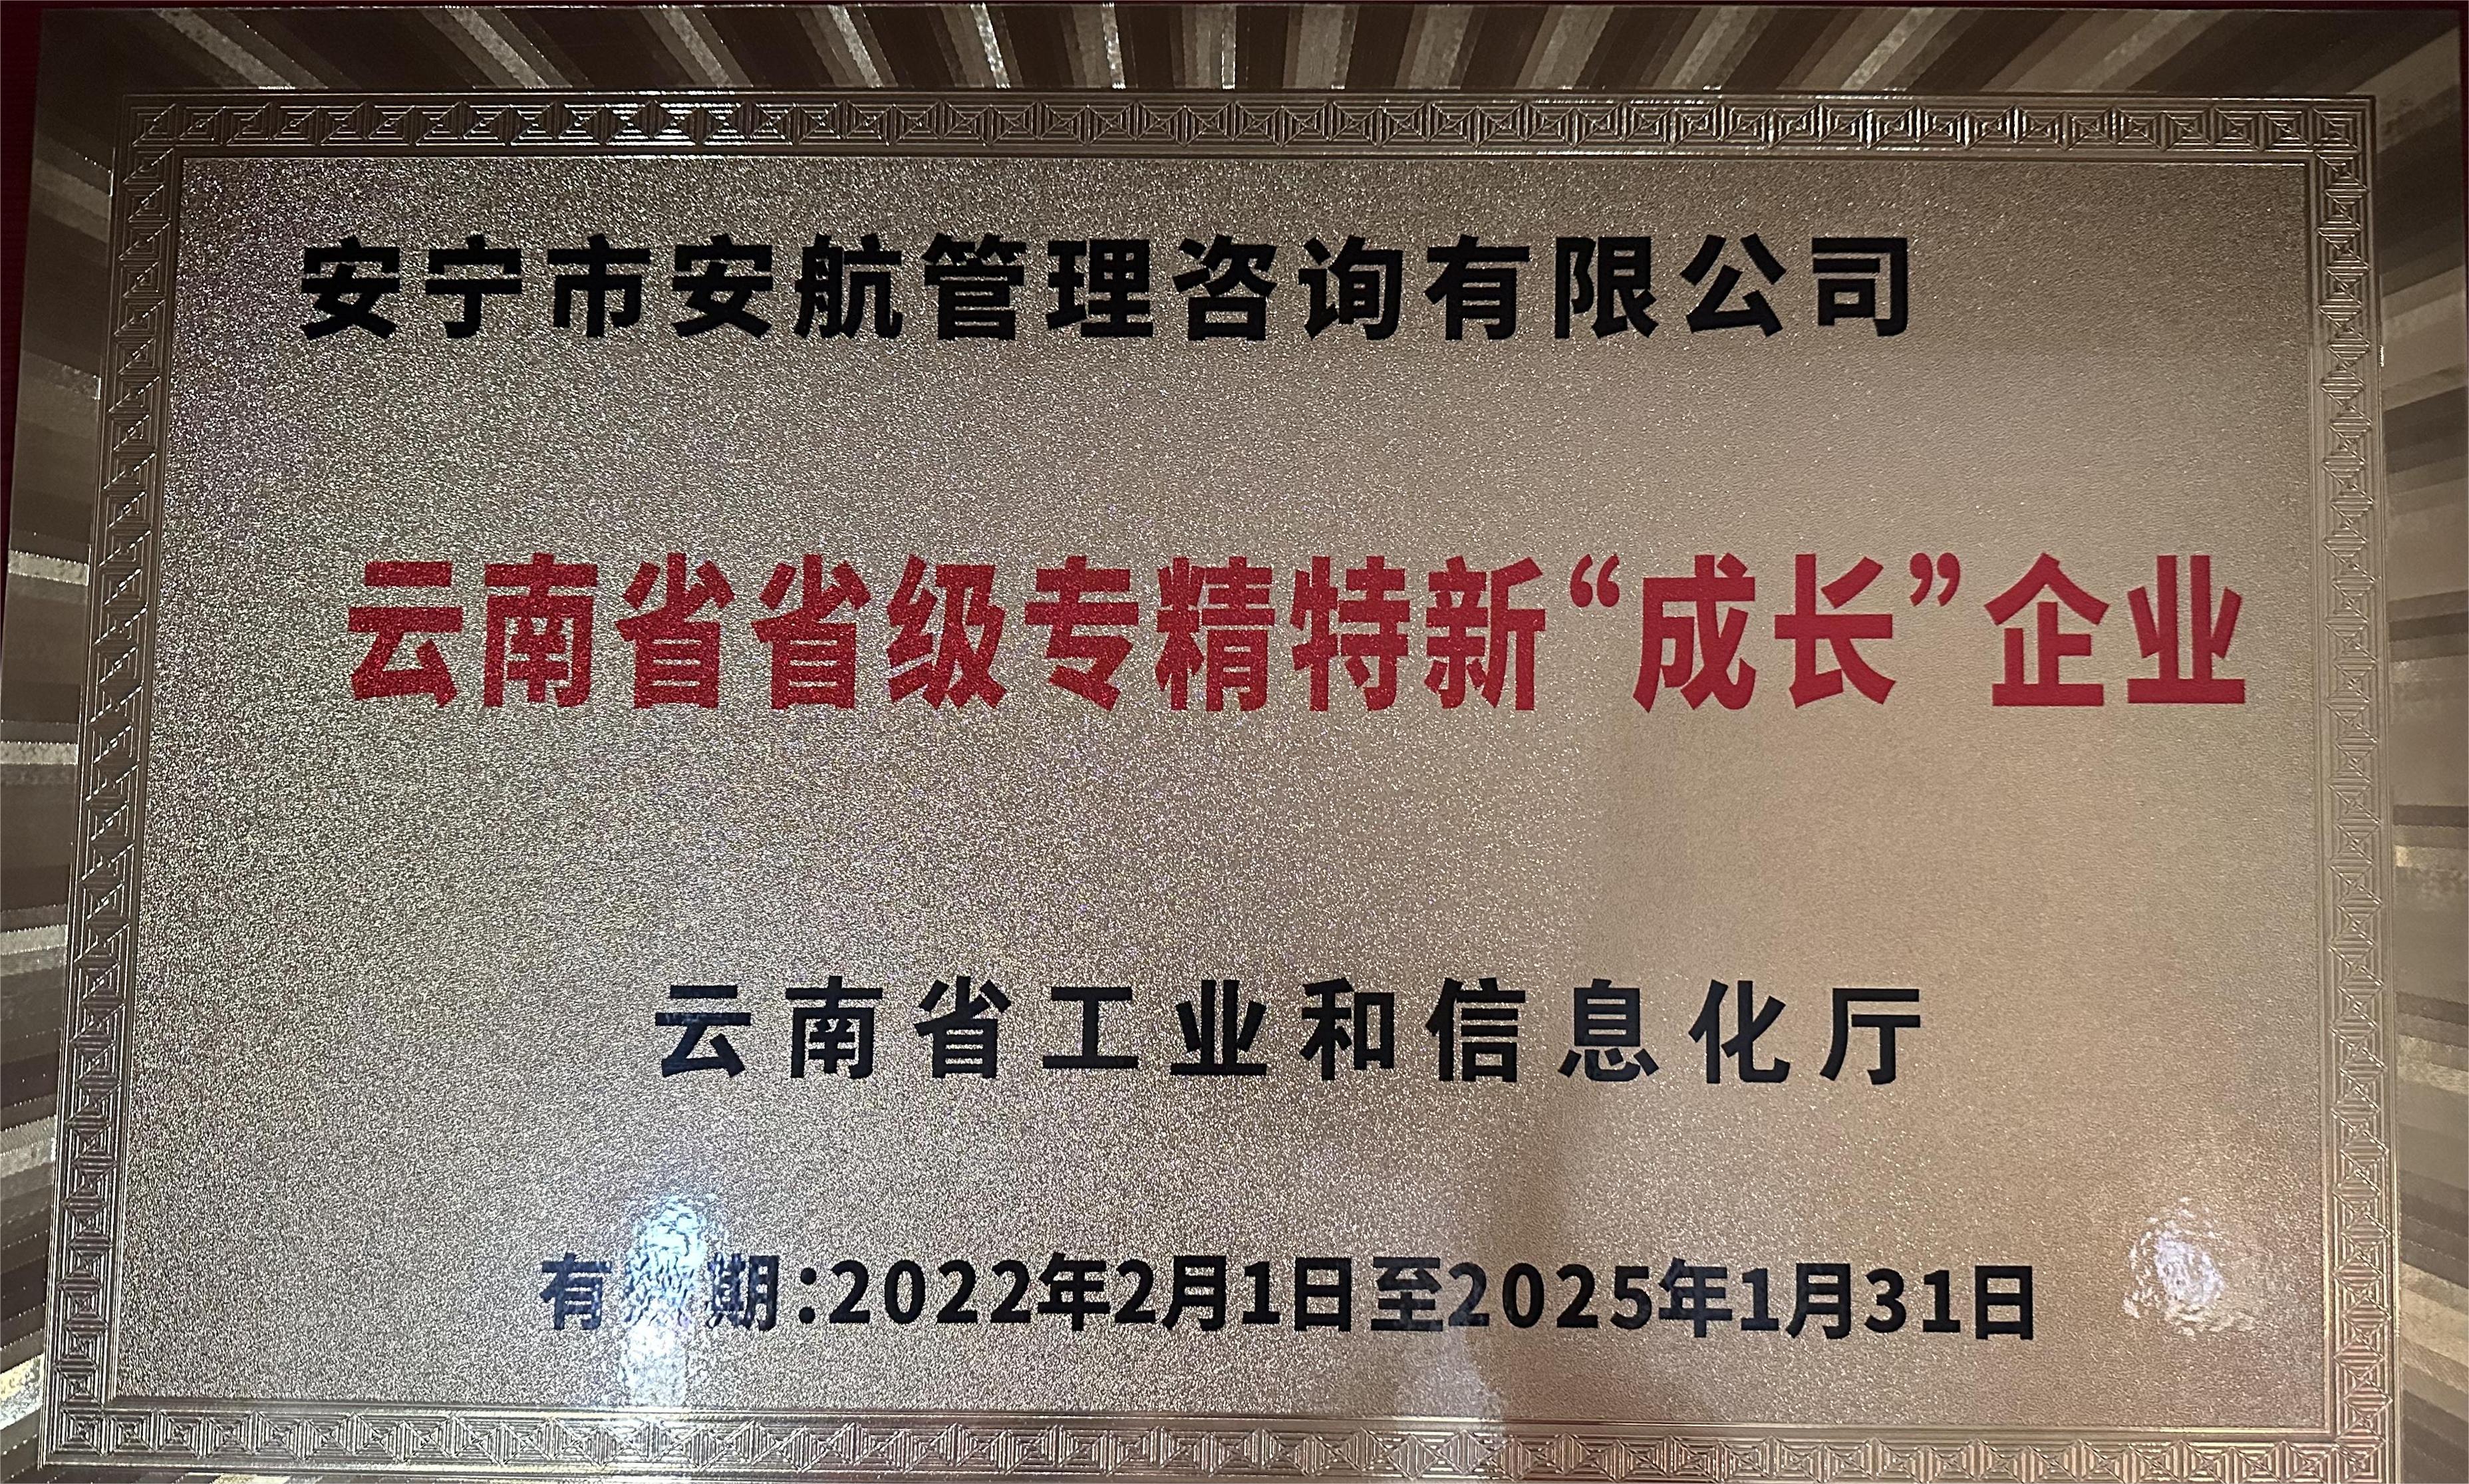 安宁市安航管理咨询有限公司
云南省省级专精特新“成长”企业
云南省工业和信息化厅
有效期:2022年2月1日至2025年1月31日